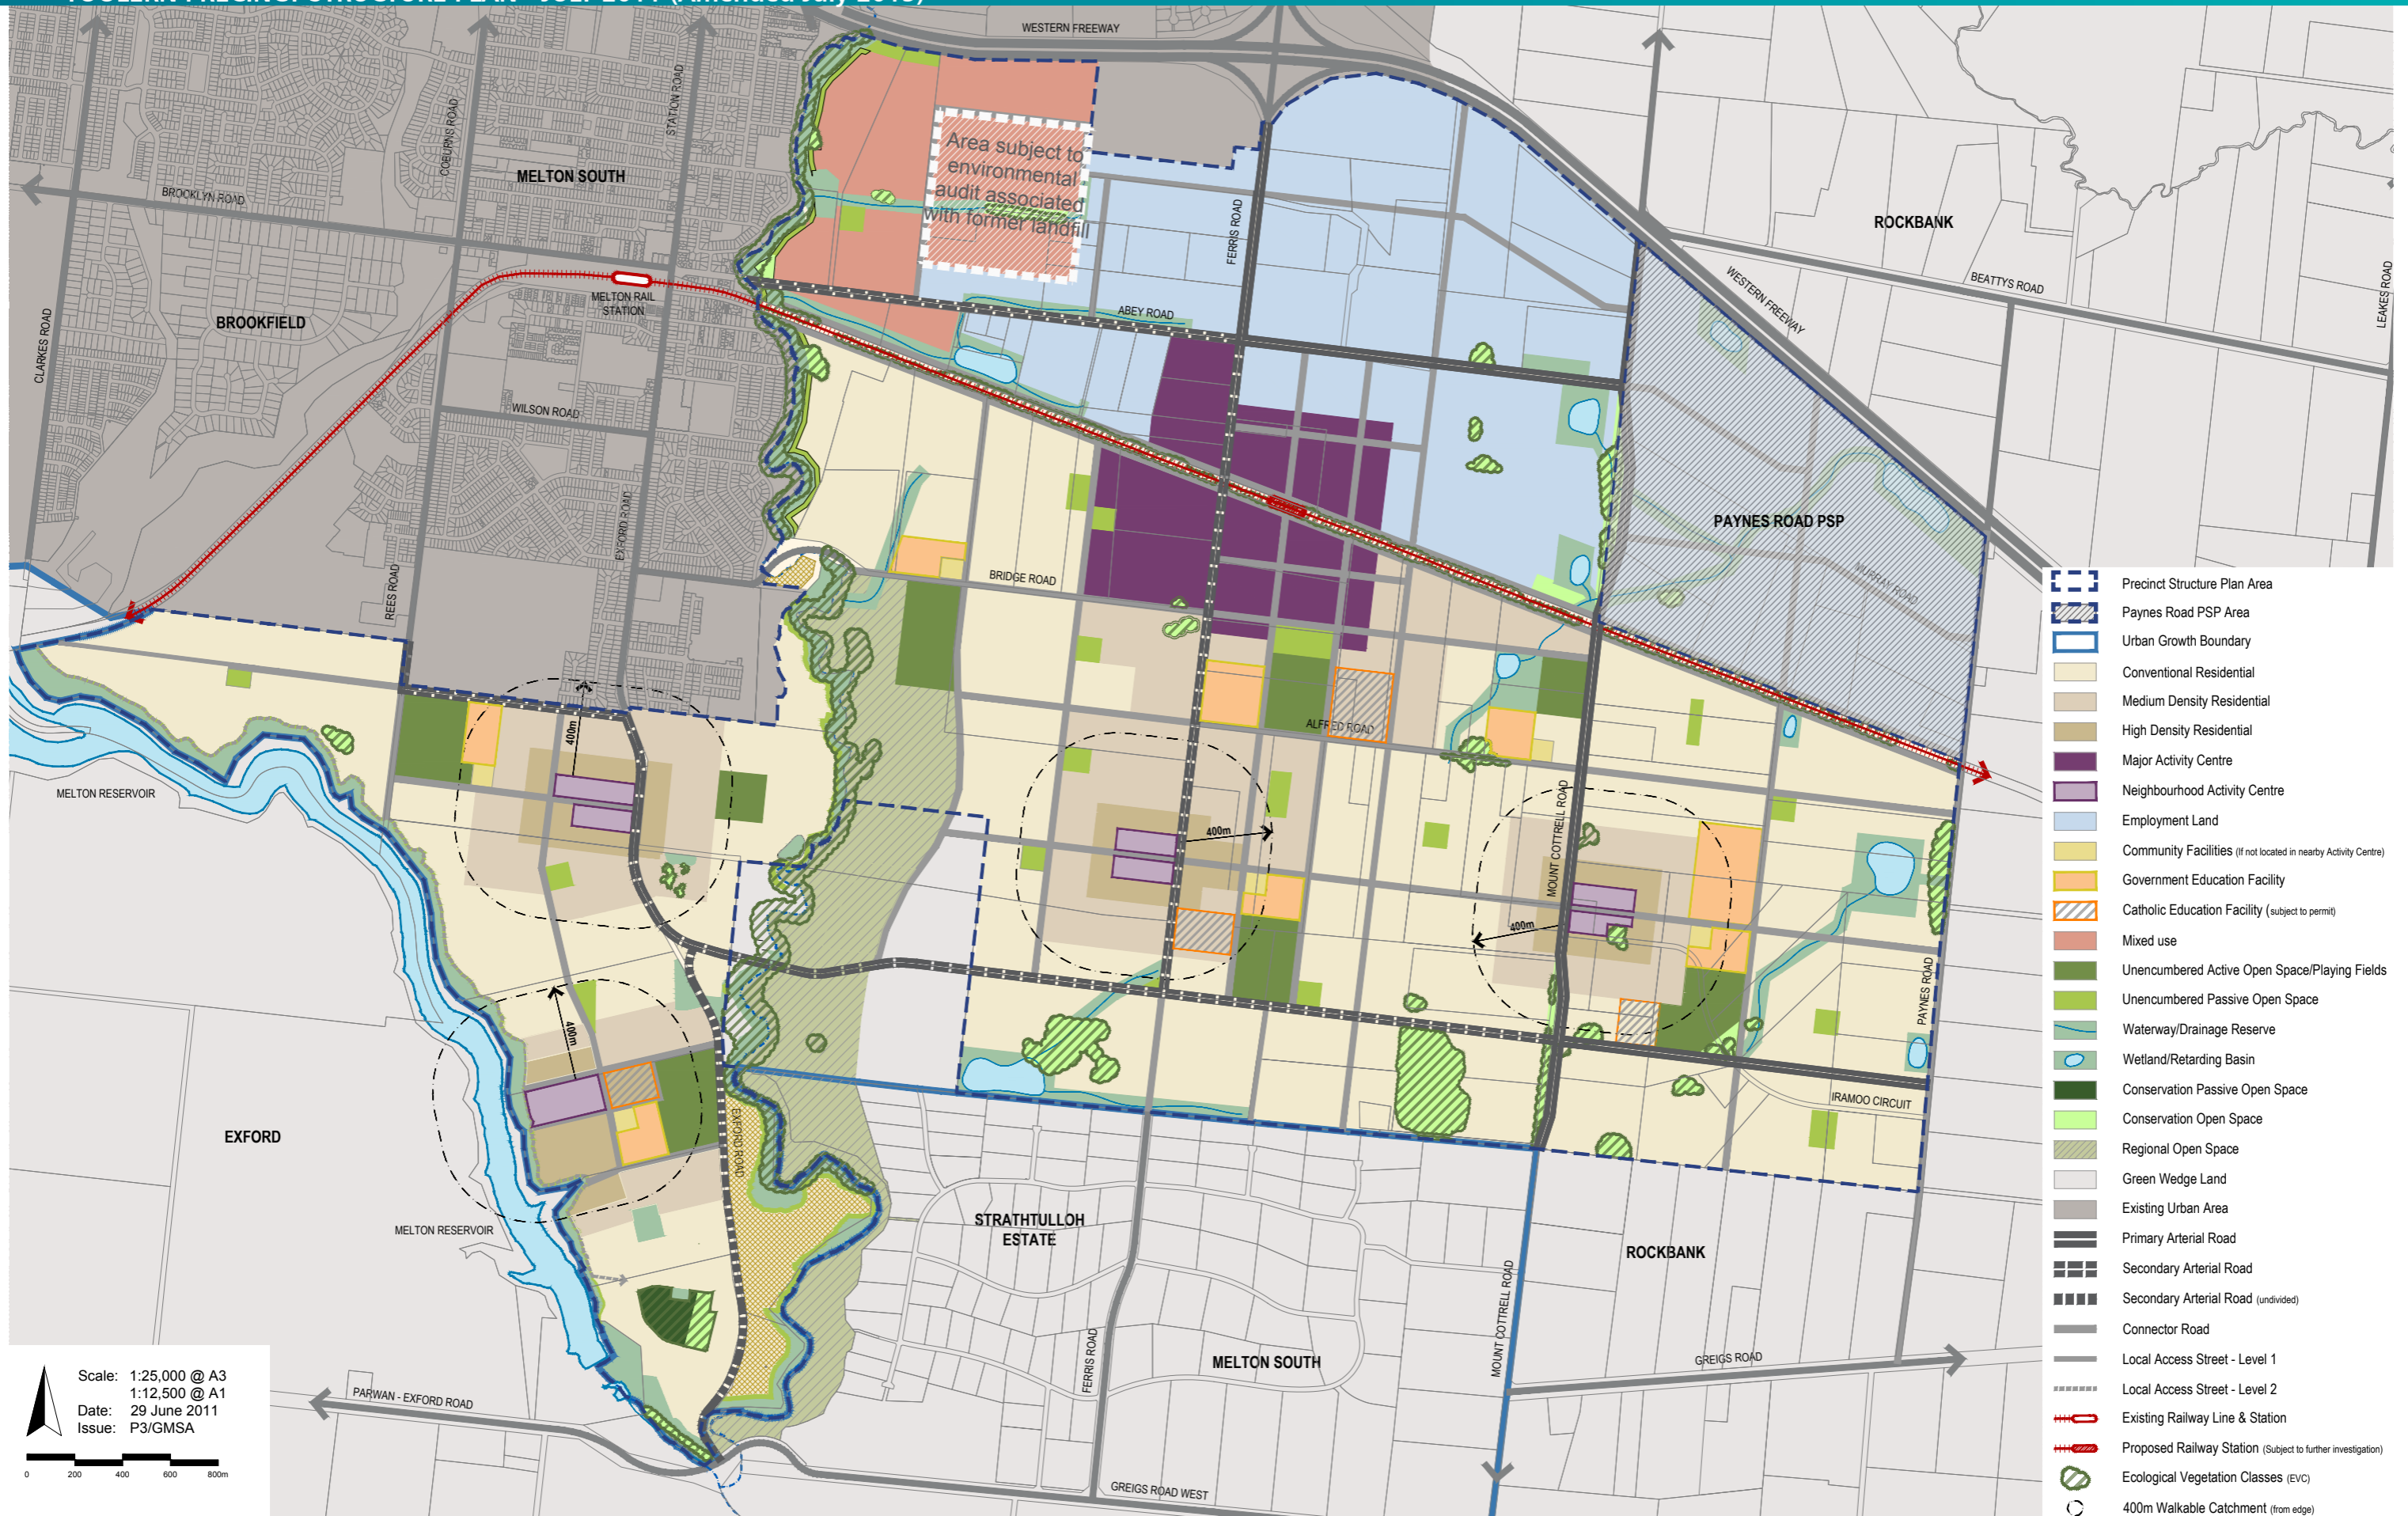 TOOLERN PRECINCT STRUCTURE PLAN - JULY 2011 (Amended July 2015)
WESTERN FREEWAY
STATION ROAD
COBURNS ROAD
MELTON SOUTH
BROOKLYN ROAD
Area subject to
environmental
audit associated
with former landfill
FERRIS ROAD
ROCKBANK
BEATTYS ROAD
LEAKES ROAD
WESTERN FREEWAY
MELTON RAIL
STATION
BROOKFIELD
CLARKES ROAD
ABEY ROAD
WILSON ROAD
EXFORD ROAD
REES ROAD
BRIDGE ROAD
PAYNES ROAD PSP
MURRAY ROAD
ALFRED ROAD
400m
MELTON RESERVOIR
400m
MOUNT COTTRELL ROAD
400m
PAYNES ROAD
400m
EXFORD
EXFORD ROAD
IRAMOO CIRCUIT
MELTON RESERVOIR
STRATHTULLOH
ESTATE
ROCKBANK
MOUNT COTTRELL ROAD
FERRIS ROAD
MELTON SOUTH
GREIGS ROAD
PARWAN - EXFORD ROAD
GREIGS ROAD WEST
Scale: 1:25,000 @ A3
1:12,500 @ A1
Date: 29 June 2011
Issue: P3/GMSA
0 200 400 600 800m
Precinct Structure Plan Area
Paynes Road PSP Area
Urban Growth Boundary
Conventional Residential
Medium Density Residential
High Density Residential
Major Activity Centre
Neighbourhood Activity Centre
Employment Land
Community Facilities (If not located in nearby Activity Centre)
Government Education Facility
Catholic Education Facility (subject to permit)
Mixed use
Unencumbered Active Open Space/Playing Fields
Unencumbered Passive Open Space
Waterway/Drainage Reserve
Wetland/Retarding Basin
Conservation Passive Open Space
Conservation Open Space
Regional Open Space
Green Wedge Land
Existing Urban Area
Primary Arterial Road
Secondary Arterial Road
Secondary Arterial Road (undivided)
Connector Road
Local Access Street - Level 1
Local Access Street - Level 2
Existing Railway Line & Station
Proposed Railway Station (Subject to further investigation)
Ecological Vegetation Classes (EVC)
400m Walkable Catchment (from edge)